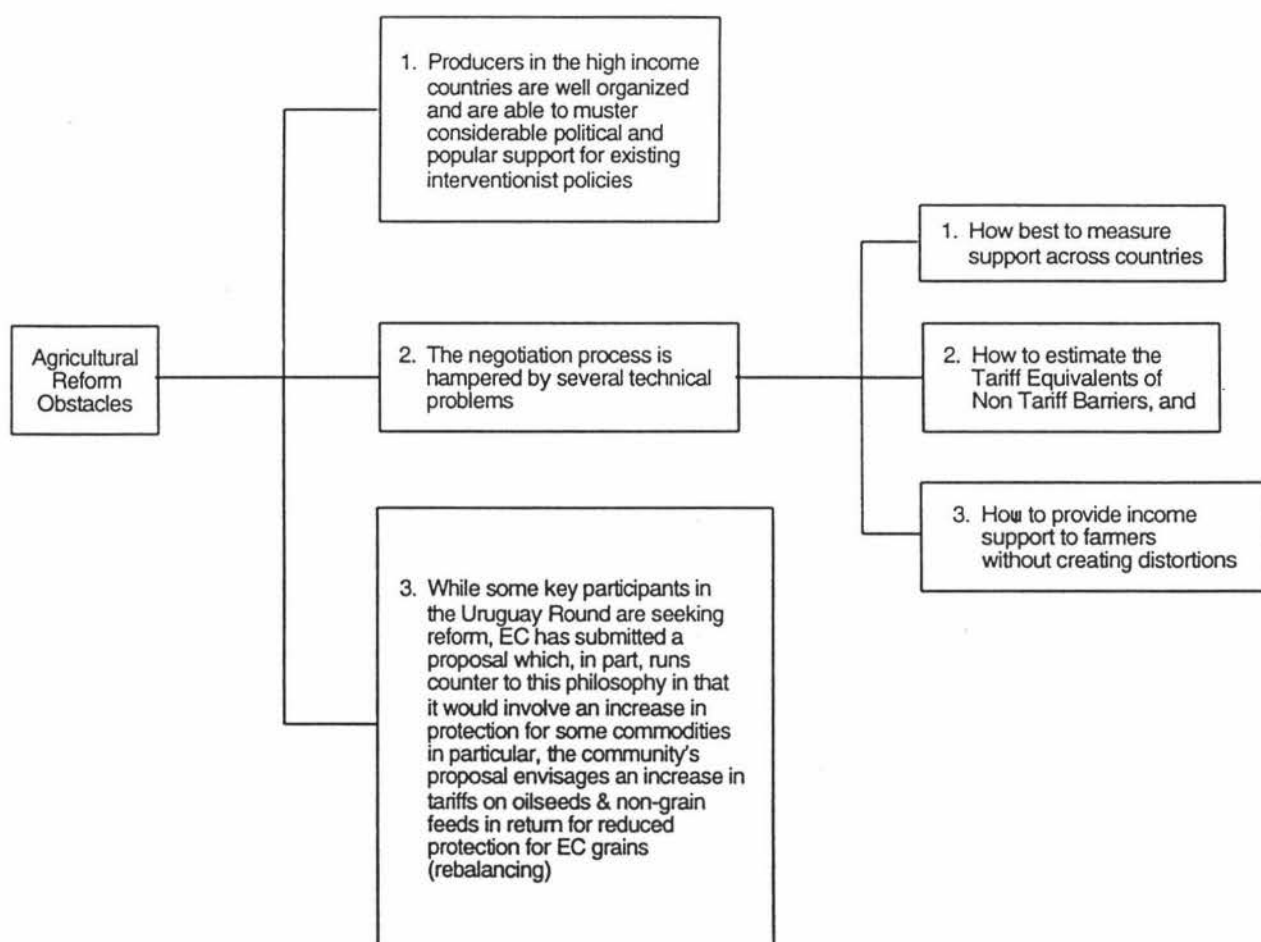 1. Producers in the high income
countries are well organized
and are able to muster
considerable political and
popular support for existing
interventionist policies
Agricultural
Reform
Obstacles
2. The negotiation process is
hampered by several technical
problems
1. How best to measure
support across countries
2. How to estimate the
Tariff Equivalents of
Non Tariff Barriers, and
3. How to provide income
support to farmers
without creating distortions
3. While some key participants in
the Uruguay Round are seeking
reform, EC has submitted a
proposal which, in part, runs
counter to this philosophy in that
it would involve an increase in
protection for some commodities
in particular, the community's
proposal envisages an increase in
tariffs on oilseeds & non-grain
feeds in return for reduced
protection for EC grains
(rebalancing)